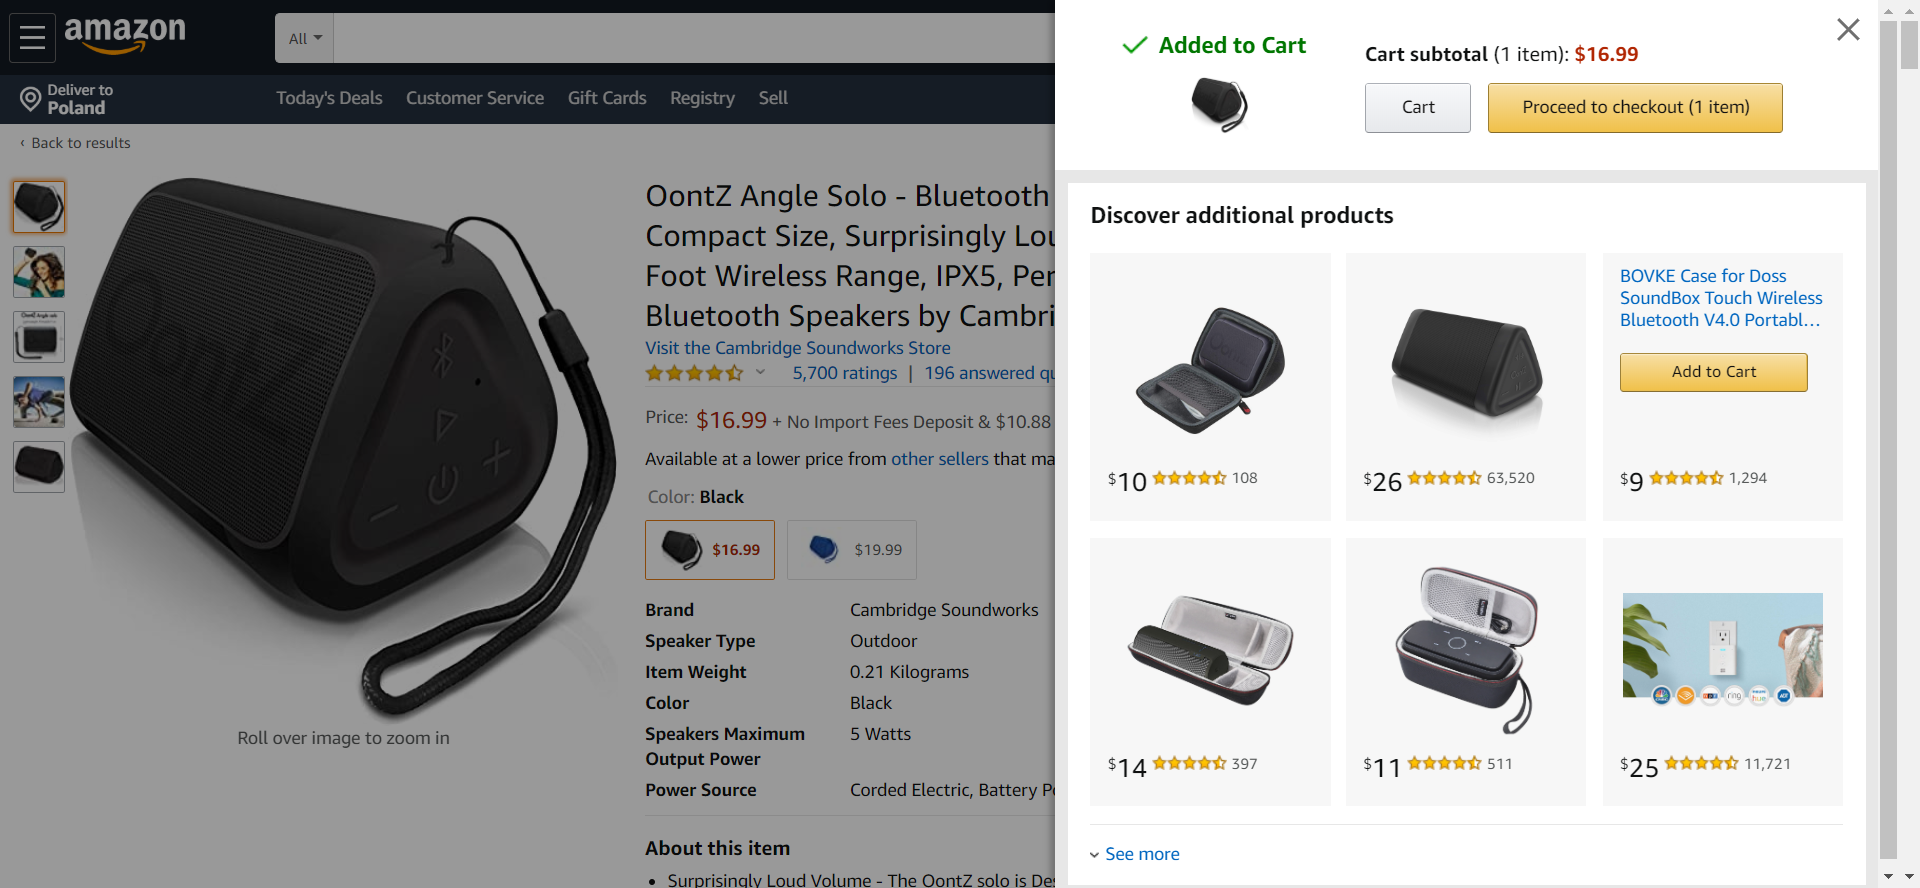 amazon
All
Deliver to
Poland
Today's Deals Customer Service Gift Cards Registry Sell
‹ Back to results
OontZ Angle Solo - Bluetooth
Compact Size, Surprisingly Lou
Foot Wireless Range, IPX5, Per
Bluetooth Speakers by Cambri
Visit the Cambridge Soundworks Store
5,700 ratings | 196 answered qu
Price: $16.99 + No Import Fees Deposit & $10.88
Available at a lower price from other sellers that ma
Color: Black
$16.99 $19.99
Brand Cambridge Soundworks
Speaker Type Outdoor
Item Weight 0.21 Kilograms
Color Black
Speakers Maximum Output Power 5 Watts
Power Source Corded Electric, Battery Po
About this item
• Surprisingly Loud Volume - The OontZ solo is Des
Roll over image to zoom in
OontZ
Added to Cart
Cart subtotal (1 item): $16.99
Cart
Proceed to checkout (1 item)
Discover additional products
$10 108
$26 63,520
BOVKE Case for Doss
SoundBox Touch Wireless
Bluetooth V4.0 Portabl...
Add to Cart
$9 1,294
$14 397
$11 511
ring
$25 11,721
See more